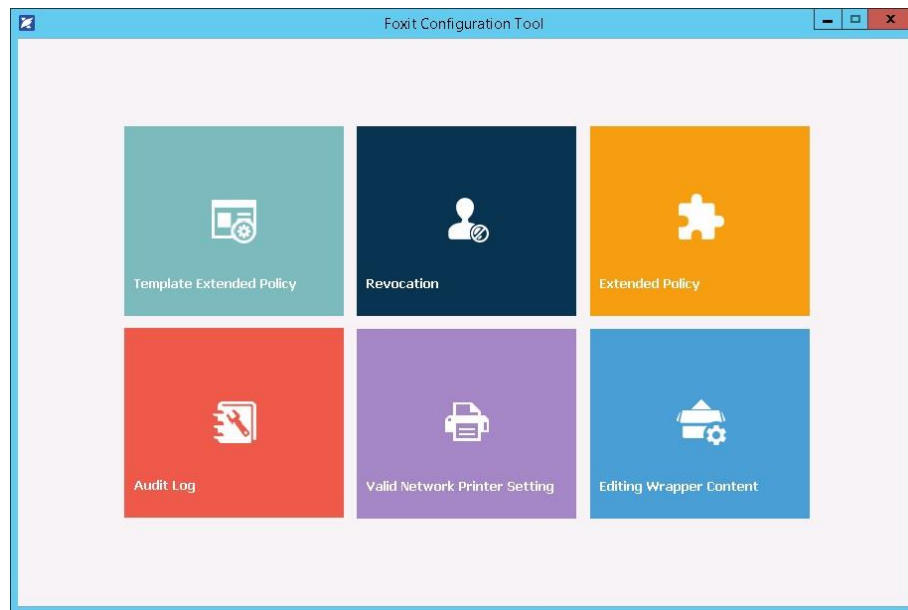 Foxit Configuration Tool
Template Extended Policy
Revocation
Extended Policy
Audit Log
Valid Network Printer Setting
Editing Wrapper Content